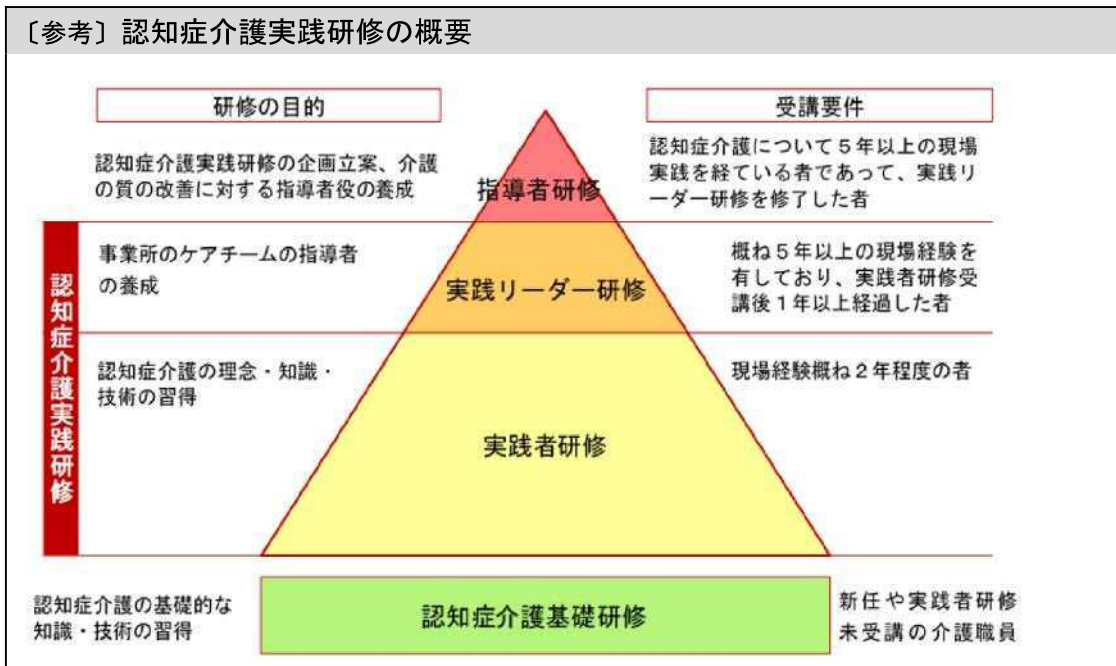 〔参考〕認知症介護実践研修の概要
研修の目的
受講要件
認知症介護実践研修の企画立案、介護
の質の改善に対する指導者役の養成
指導者研修
認知症介護について５年以上の現場
実践を経ている者であって、実践リ
ーダー研修を修了した者
認知症介護実践研修
事業所のケアチームの指導者
の養成
実践リーダー研修
概ね５年以上の現場経験を
有しており、実践者研修受
講後１年以上経過した者
認知症介護の理念・知識・
技術の習得
実践者研修
現場経験概ね２年程度の者
認知症介護の基礎的な
知識・技術の習得
認知症介護基礎研修
新任や実践者研修
未受講の介護職員